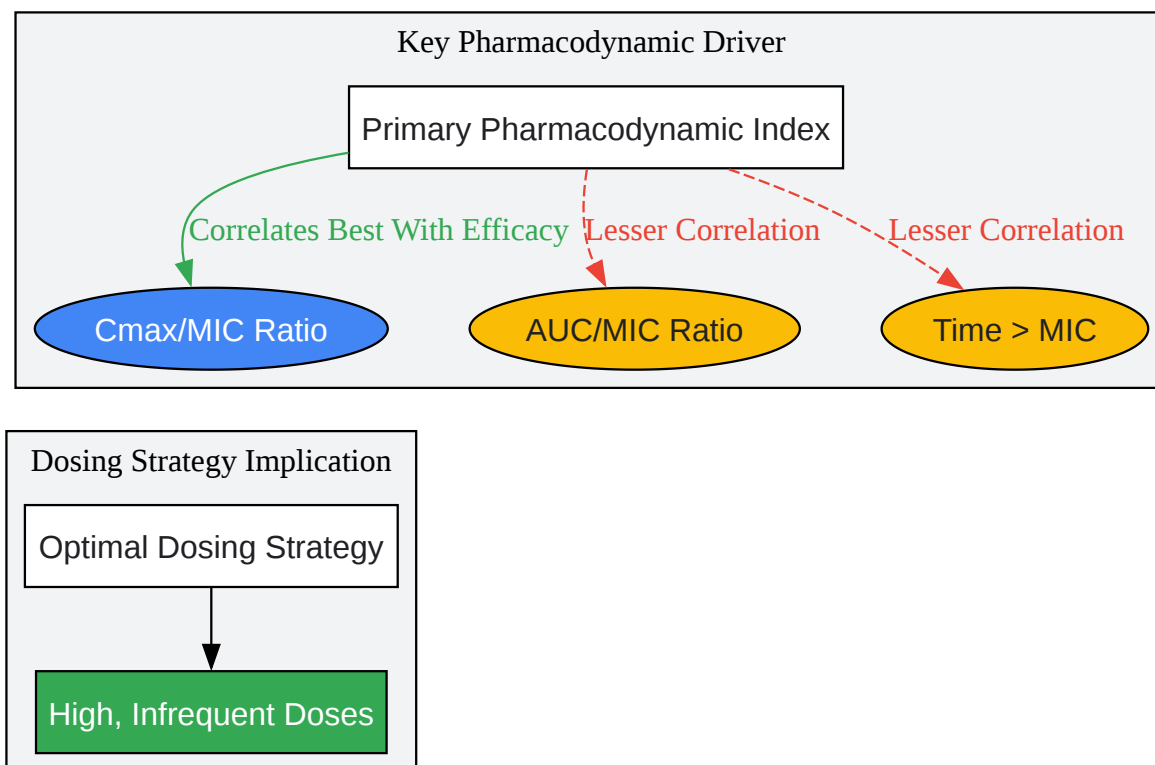 Key Pharmacodynamic Driver
Primary Pharmacodynamic Index
Correlates Best With Efficacy
Lesser Correlation
Lesser Correlation
Cmax/MIC Ratio
AUC/MIC Ratio
Time > MIC
Dosing Strategy Implication
Optimal Dosing Strategy
High, Infrequent Doses